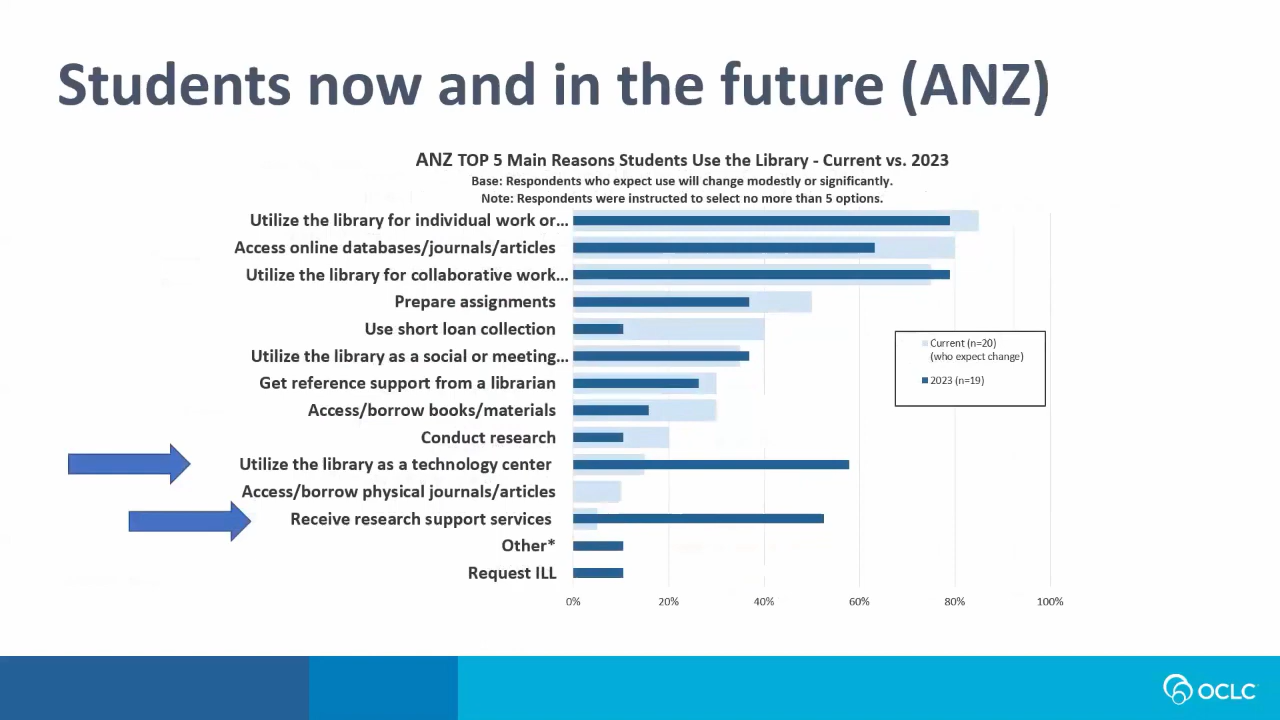 Students now and in the future (ANZ)
ANZ TOP 5 Main Reasons Students Use the Library - Current vs. 2023
Base: Respondents who expect use will change modestly or significantly.
Note: Respondents were instructed to select no more than 5 options.
Utilize the library for individual work or...
Access online databases/journals/articles
Utilize the library for collaborative work...
Prepare assignments
Use short loan collection
Utilize the library as a social or meeting...
Get reference support from a librarian
Access/borrow books/materials
Conduct research
Utilize the library as a technology center
Access/borrow physical journals/articles
Receive research support services
Other*
Request ILL
Current (n=20)
(who expect change)
2023 (n=19)
0% 20% 40% 60% 80% 100%
OCLC